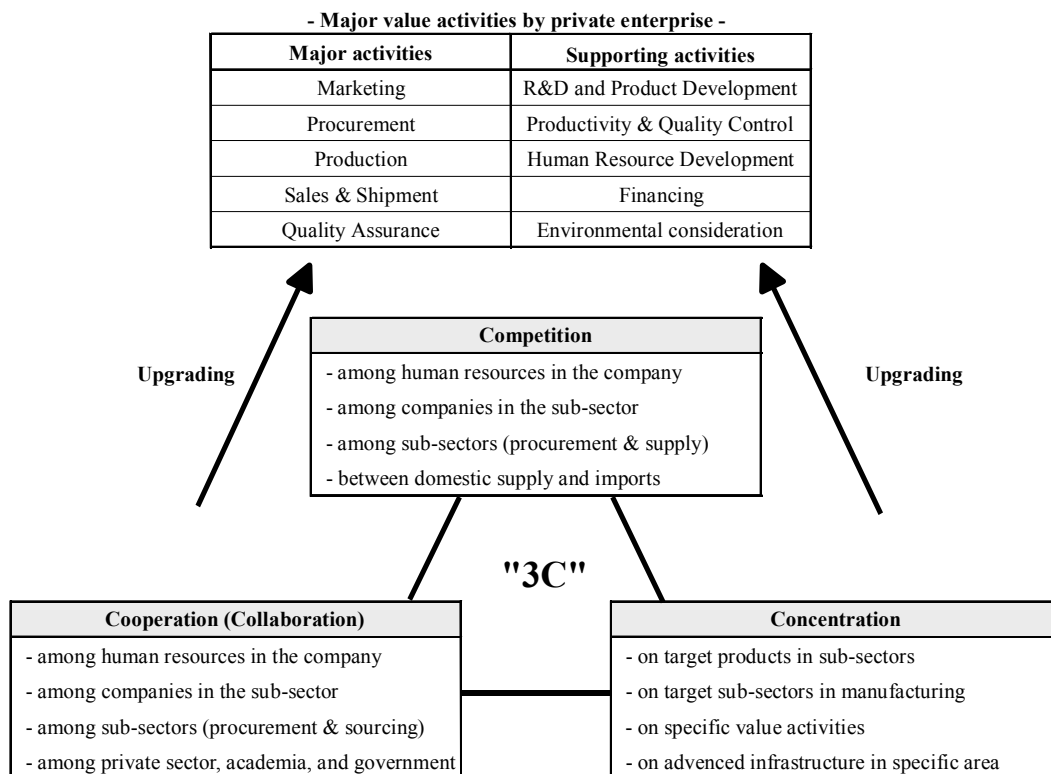 - Major value activities by private enterprise -
Major activities
Supporting activities
Marketing
R&D and Product Development
Procurement
Productivity & Quality Control
Production
Human Resource Development
Sales & Shipment
Financing
Quality Assurance
Environmental consideration
Competition
- among human resources in the company
- among companies in the sub-sector
- among sub-sectors (procurement & supply)
- between domestic supply and imports
Upgrading
Upgrading
"3C"
Cooperation (Collaboration)
- among human resources in the company
- among companies in the sub-sector
- among sub-sectors (procurement & sourcing)
- among private sector, academia, and government
Concentration
- on target products in sub-sectors
- on target sub-sectors in manufacturing
- on specific value activities
- on advenced infrastructure in specific area